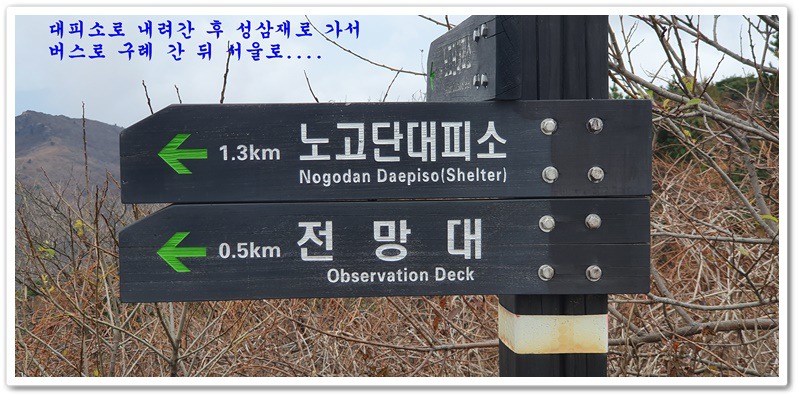 대피소로 내려간 후 성삼재로 가서
버스로 구례 간 뒤 서울로....
1.3km 노고단대피소
Nogodan Daepiso(Shelter)
0.5km 전 망 대
Observation Deck